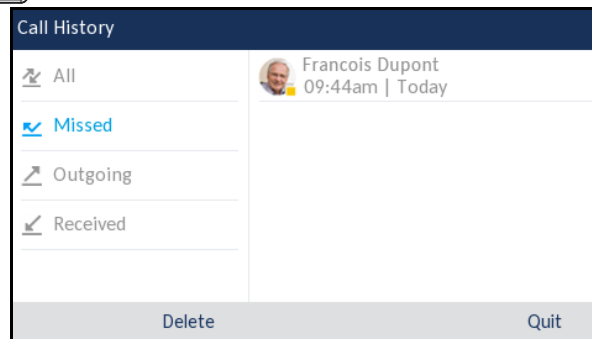 Call History
All
Missed
Outgoing
Received
Francois Dupont
09:44am | Today
Delete
Quit